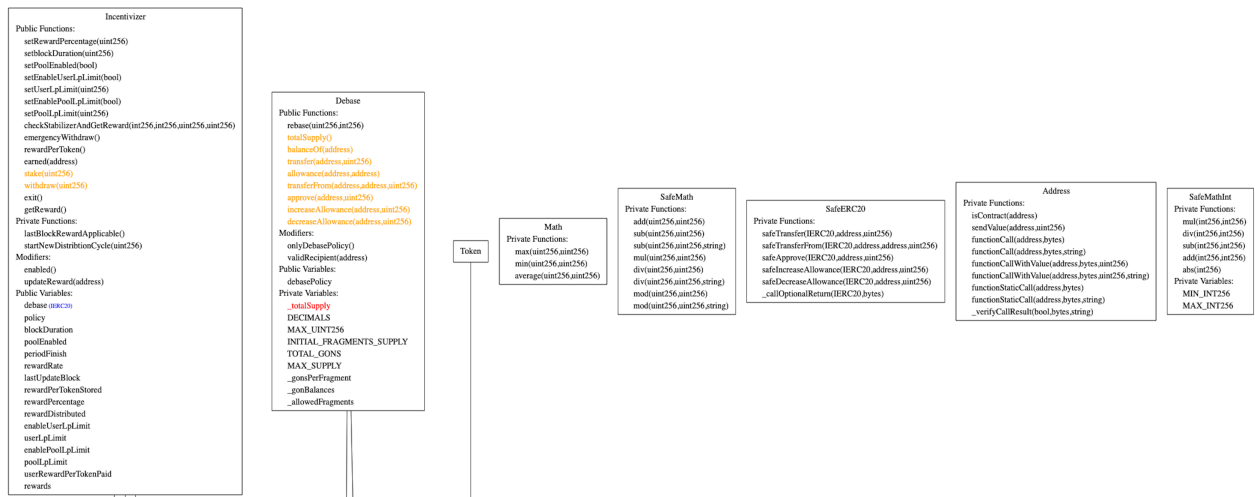 Incentivizer
Public Functions:
setRewardPercentage(uint256)
setblockDuration(uint256)
setPoolEnabled(bool)
setEnableUserLpLimit(bool)
setUserLpLimit(uint256)
setEnablePoolLpLimit(bool)
setPoolLpLimit(uint256)
checkStabilizerAndGetReward(int256,int256,uint256,uint256)
emergencyWithdraw()
rewardPerToken()
earned(address)
stake(uint256)
withdraw(uint256)
exit()
getReward()
Private Functions:
lastBlockRewardApplicable()
startNewDistribtionCycle(uint256)
Modifiers:
enabled()
updateReward(address)
Public Variables:
debase (IERC20)
policy
blockDuration
poolEnabled
periodFinish
rewardRate
lastUpdateBlock
rewardPerTokenStored
rewardPercentage
rewardDistributed
enableUserLpLimit
userLpLimit
enablePoolLpLimit
poolLpLimit
userRewardPerTokenPaid
rewards
Debase
Public Functions:
rebase(uint256,int256)
totalSupply()
balanceOf(address)
transfer(address,uint256)
allowance(address,address)
transferFrom(address,address,uint256)
approve(address,uint256)
increaseAllowance(address,uint256)
decreaseAllowance(address,uint256)
Modifiers:
onlyDebasePolicy()
validRecipient(address)
Public Variables:
debasePolicy
Private Variables:
_totalSupply
DECIMALS
MAX_UINT256
INITIAL_FRAGMENTS_SUPPLY
TOTAL_GONS
MAX_SUPPLY
_gonsPerFragment
_gonBalances
_allowedFragments
Token
Math
Private Functions:
max(uint256,uint256)
min(uint256,uint256)
average(uint256,uint256)
SafeMath
Private Functions:
add(uint256,uint256)
sub(uint256,uint256)
sub(uint256,uint256,string)
mul(uint256,uint256)
div(uint256,uint256)
div(uint256,uint256,string)
mod(uint256,uint256)
mod(uint256,uint256,string)
SafeERC20
Private Functions:
safeTransfer(IERC20,address,uint256)
safeTransferFrom(IERC20,address,address,uint256)
safeApprove(IERC20,address,uint256)
safeIncreaseAllowance(IERC20,address,uint256)
safeDecreaseAllowance(IERC20,address,uint256)
_callOptionalReturn(IERC20,bytes)
Address
Private Functions:
isContract(address)
sendValue(address,uint256)
functionCall(address,bytes)
functionCall(address,bytes,string)
functionCallWithValue(address,bytes,uint256)
functionCallWithValue(address,bytes,uint256,string)
functionStaticCall(address,bytes)
functionStaticCall(address,bytes,string)
_verifyCallResult(bool,bytes,string)
SafeMathInt
Private Functions:
mul(int256,int256)
div(int256,int256)
sub(int256,int256)
add(int256,int256)
abs(int256)
Private Variables:
MIN_INT256
MAX_INT256